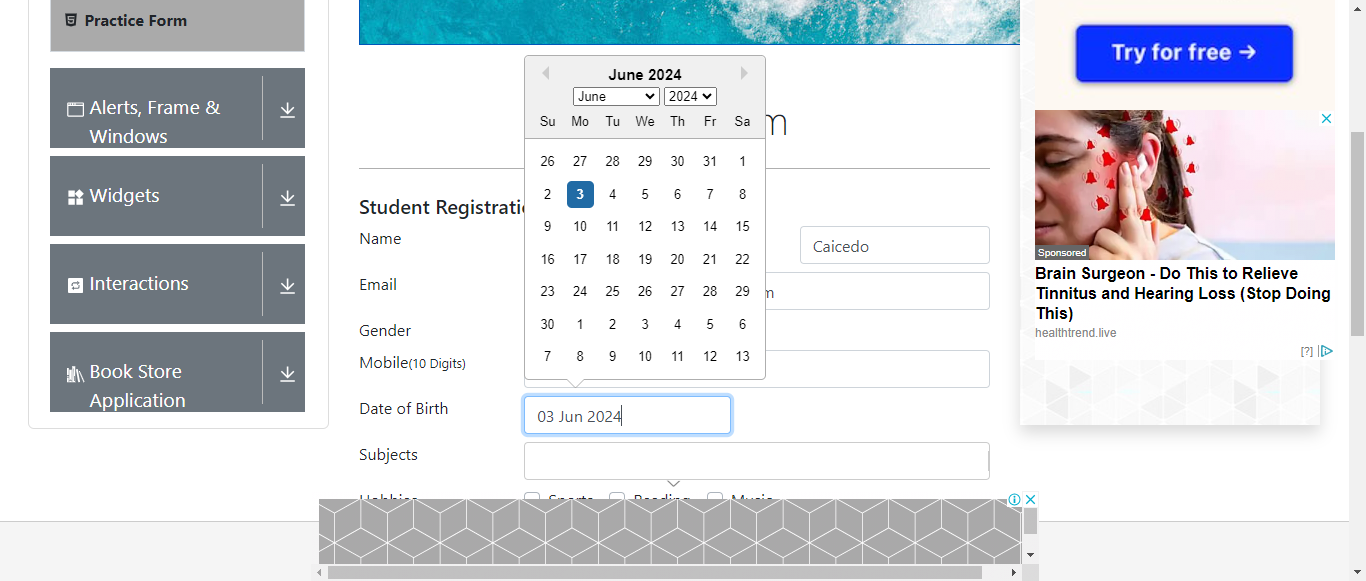 Practice Form
Alerts, Frame &
Windows
Widgets
Interactions
Book Store
Application
June 2024
June 2024
Su Mo Tu We Th Fr Sa
26 27 28 29 30 31 1
2 3 4 5 6 7 8
9 10 11 12 13 14 15
16 17 18 19 20 21 22
23 24 25 26 27 28 29
30 1 2 3 4 5 6
7 8 9 10 11 12 13
Name
Caicedo
Email
Gender
Mobile(10 Digits)
Date of Birth
03 Jun 2024
Subjects
Hobbies Sports Reading Music
Try for free →
Sponsored
Brain Surgeon - Do This to Relieve
Tinnitus and Hearing Loss (Stop Doing
This)
healthtrend.live
[?]